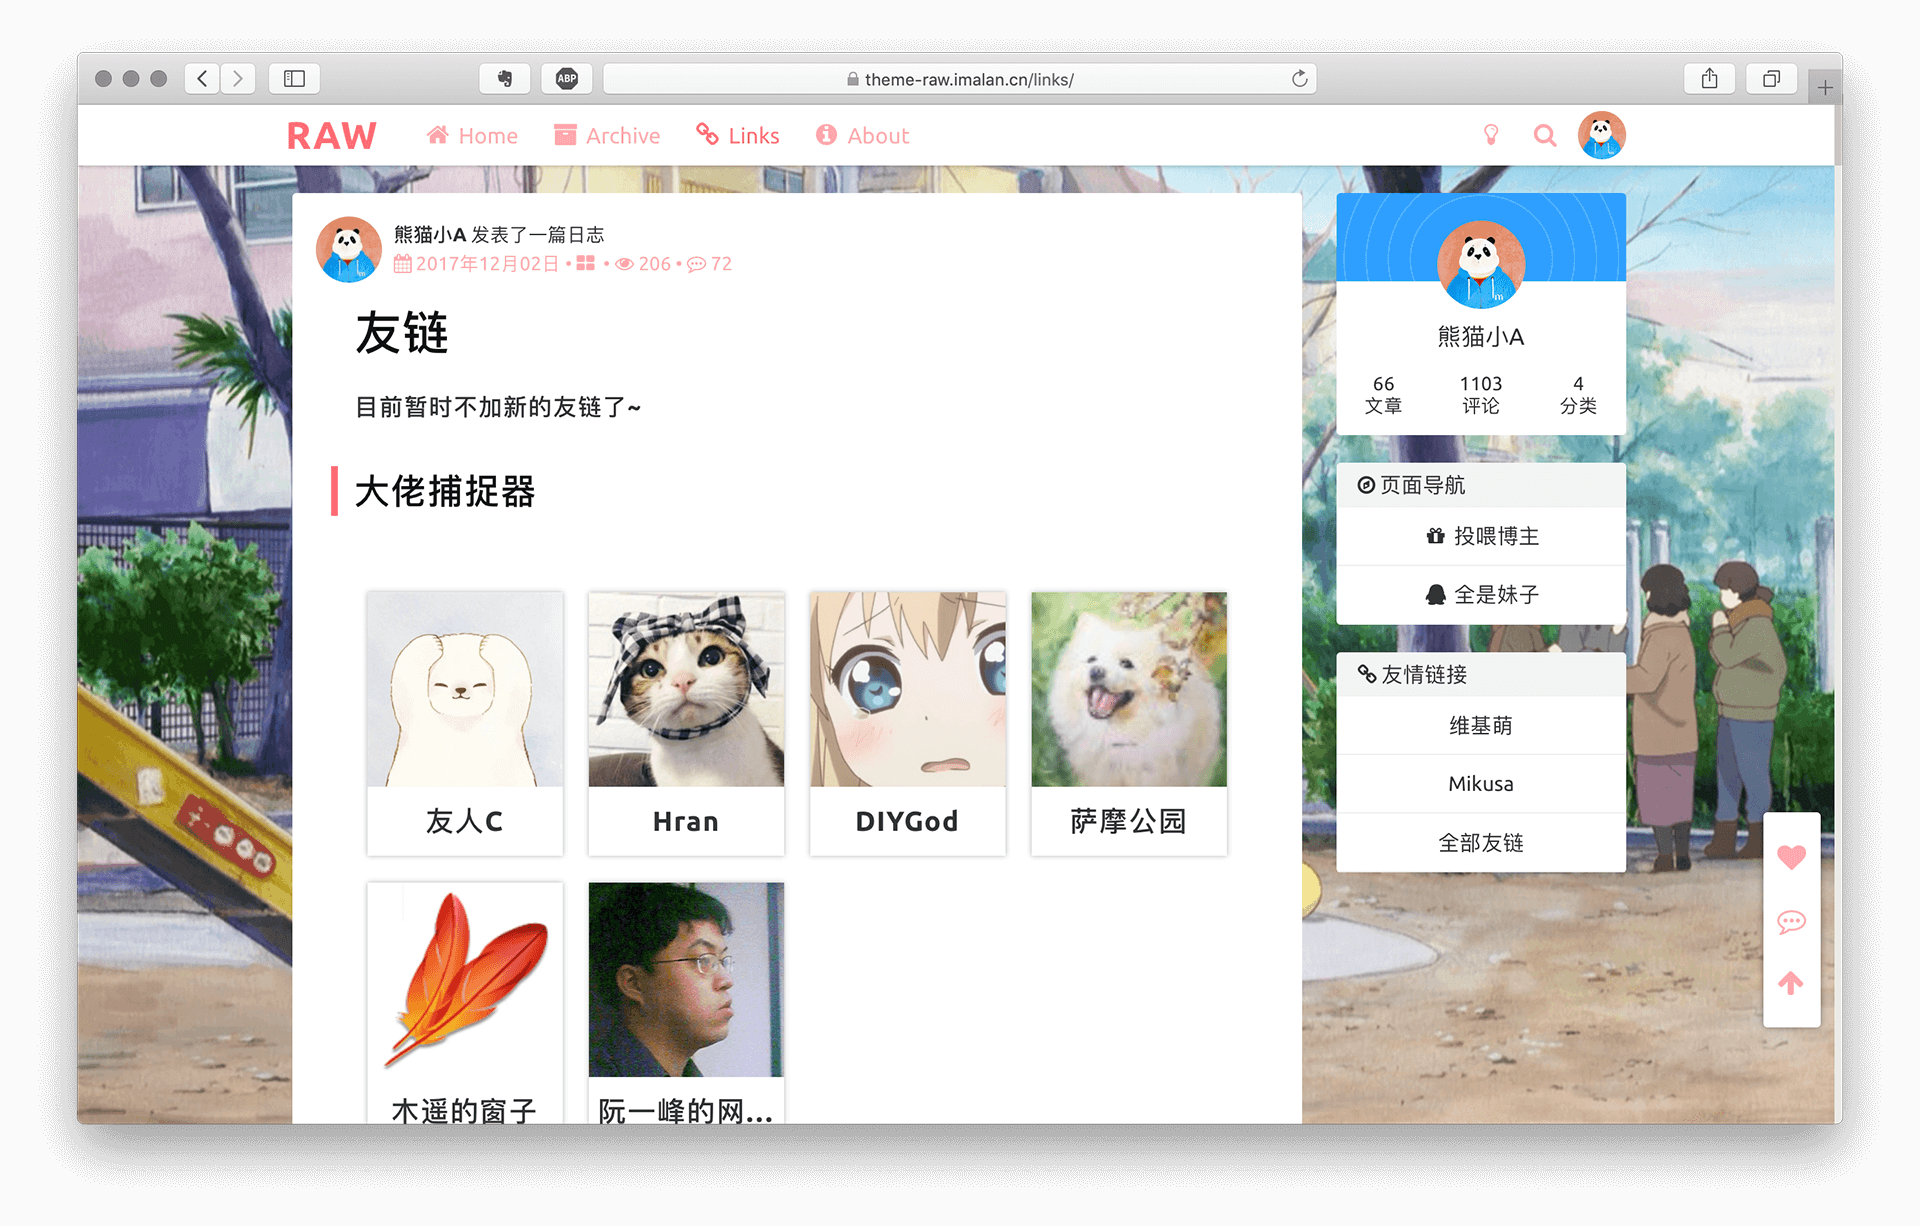 ABP
theme-raw.imalan.cn/links/
RAW
Home
Archive
Links
About
熊猫小A 发表了一篇日志
2017年12月02日 • • 206 • 72
友链
目前暂时不加新的友链了~
大佬捕捉器
友人C
Hran
DIYGod
萨摩公园
木遥的窗子
阮一峰的网...
熊猫小A
66
文章
1103
评论
4
分类
页面导航
投喂博主
全是妹子
友情链接
维基萌
Mikusa
全部友链